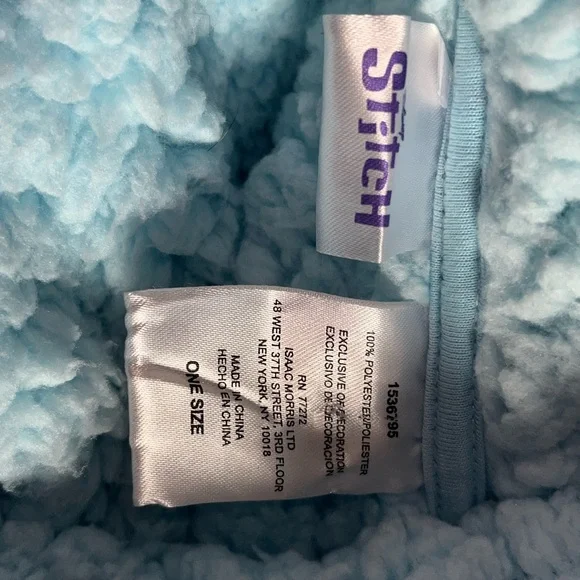 Stitch
1536795
100% POLYESTER/POLIESTER
EXCLUSIVE OF DECORATION
EXCLUSIVO DE DECORACION
RN 77272
ISAAC MORRIS LTD
48 WEST 37TH STREET, 3RD FLOOR
NEW YORK, NY 10018
MADE IN CHINA
HECHO EN CHINA
ONE SIZE